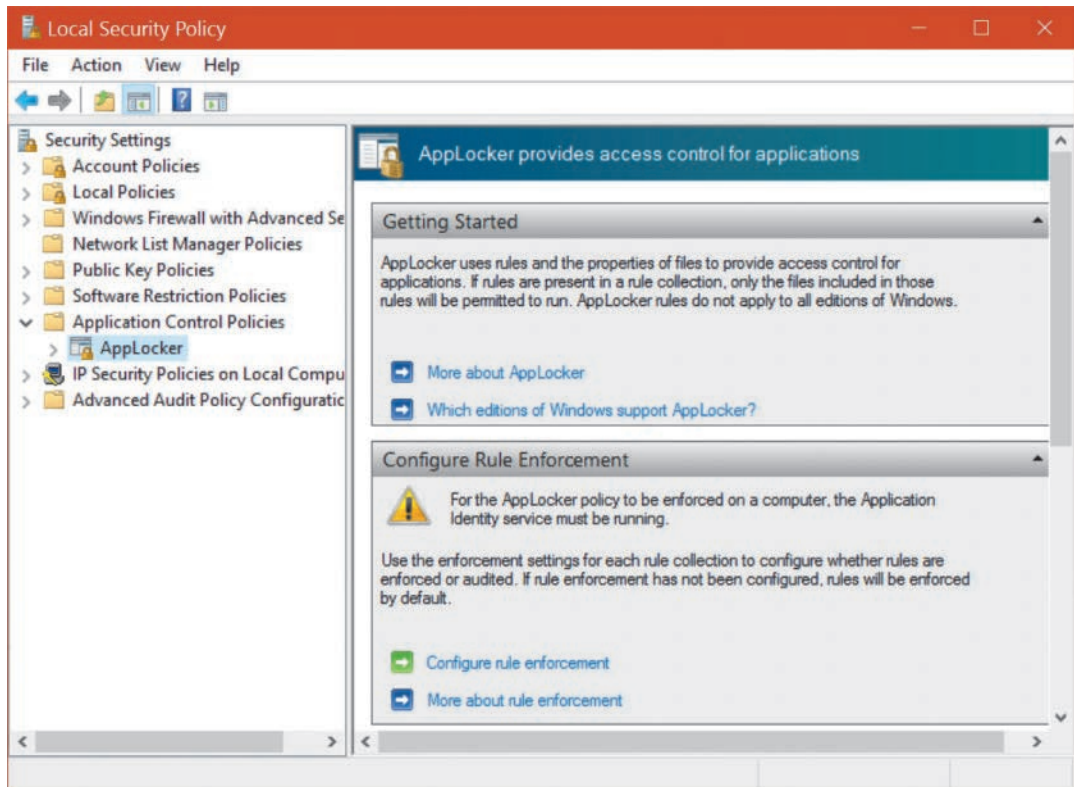 Local Security Policy
File Action View Help
Security Settings
Account Policies
Local Policies
Windows Firewall with Advanced Se
Network List Manager Policies
Public Key Policies
Software Restriction Policies
Application Control Policies
AppLocker
IP Security Policies on Local Compu
Advanced Audit Policy Configuratic
AppLocker provides access control for applications
Getting Started
AppLocker uses rules and the properties of files to provide access control for
applications. If rules are present in a rule collection, only the files included in those
rules will be permitted to run. AppLocker rules do not apply to all editions of Windows.
More about AppLocker
Which editions of Windows support AppLocker?
Configure Rule Enforcement
For the AppLocker policy to be enforced on a computer, the Application
Identity service must be running.
Use the enforcement settings for each rule collection to configure whether rules are
enforced or audited. If rule enforcement has not been configured, rules will be enforced
by default.
Configure rule enforcement
More about rule enforcement